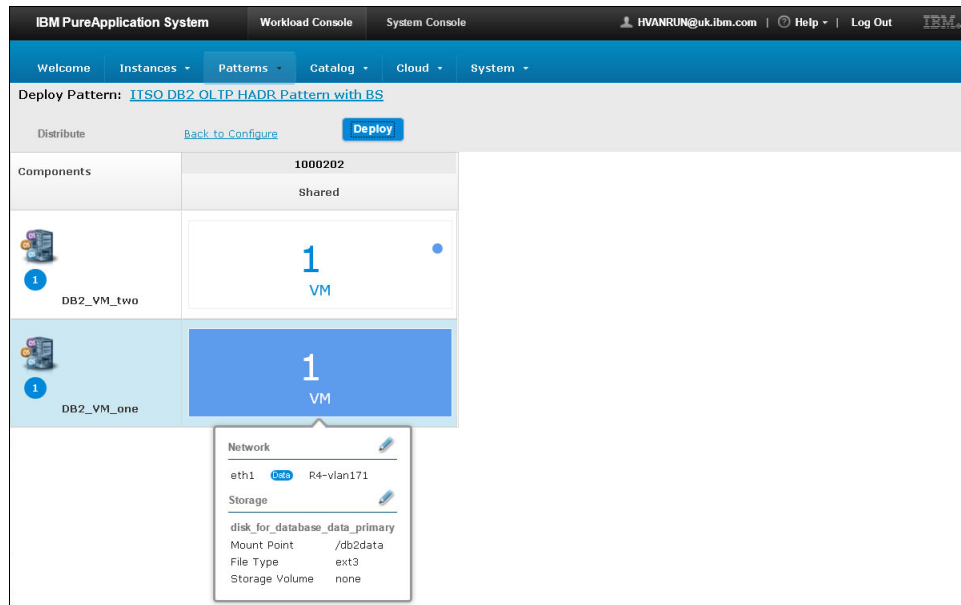 IBM PureApplication System Workload Console System Console HVANRUN@uk.ibm.com | ? Help | Log Out IBM.
Welcome Instances Patterns Catalog Cloud System
Deploy Pattern: ITSO DB2 OLTP HADR Pattern with BS
Distribute Back to Configure Deploy
Components
1000202
Shared
1
VM
1
DB2_VM_two
1
VM
1
DB2_VM_one
Network
eth1 Data R4-vlan171
Storage
disk_for_database_data_primary
Mount Point /db2data
File Type ext3
Storage Volume none